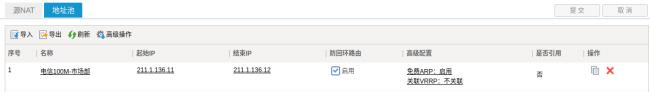 源NAT 地址池 提交 取消
导入 导出 刷新 高级操作
序号 名称 起始IP 结束IP 防回环路由 高级配置 是否引用 操作
1 电信100M-市场部 211.1.136.11 211.1.136.12 启用 免费ARP：启用 否
关联VRRP：不关联